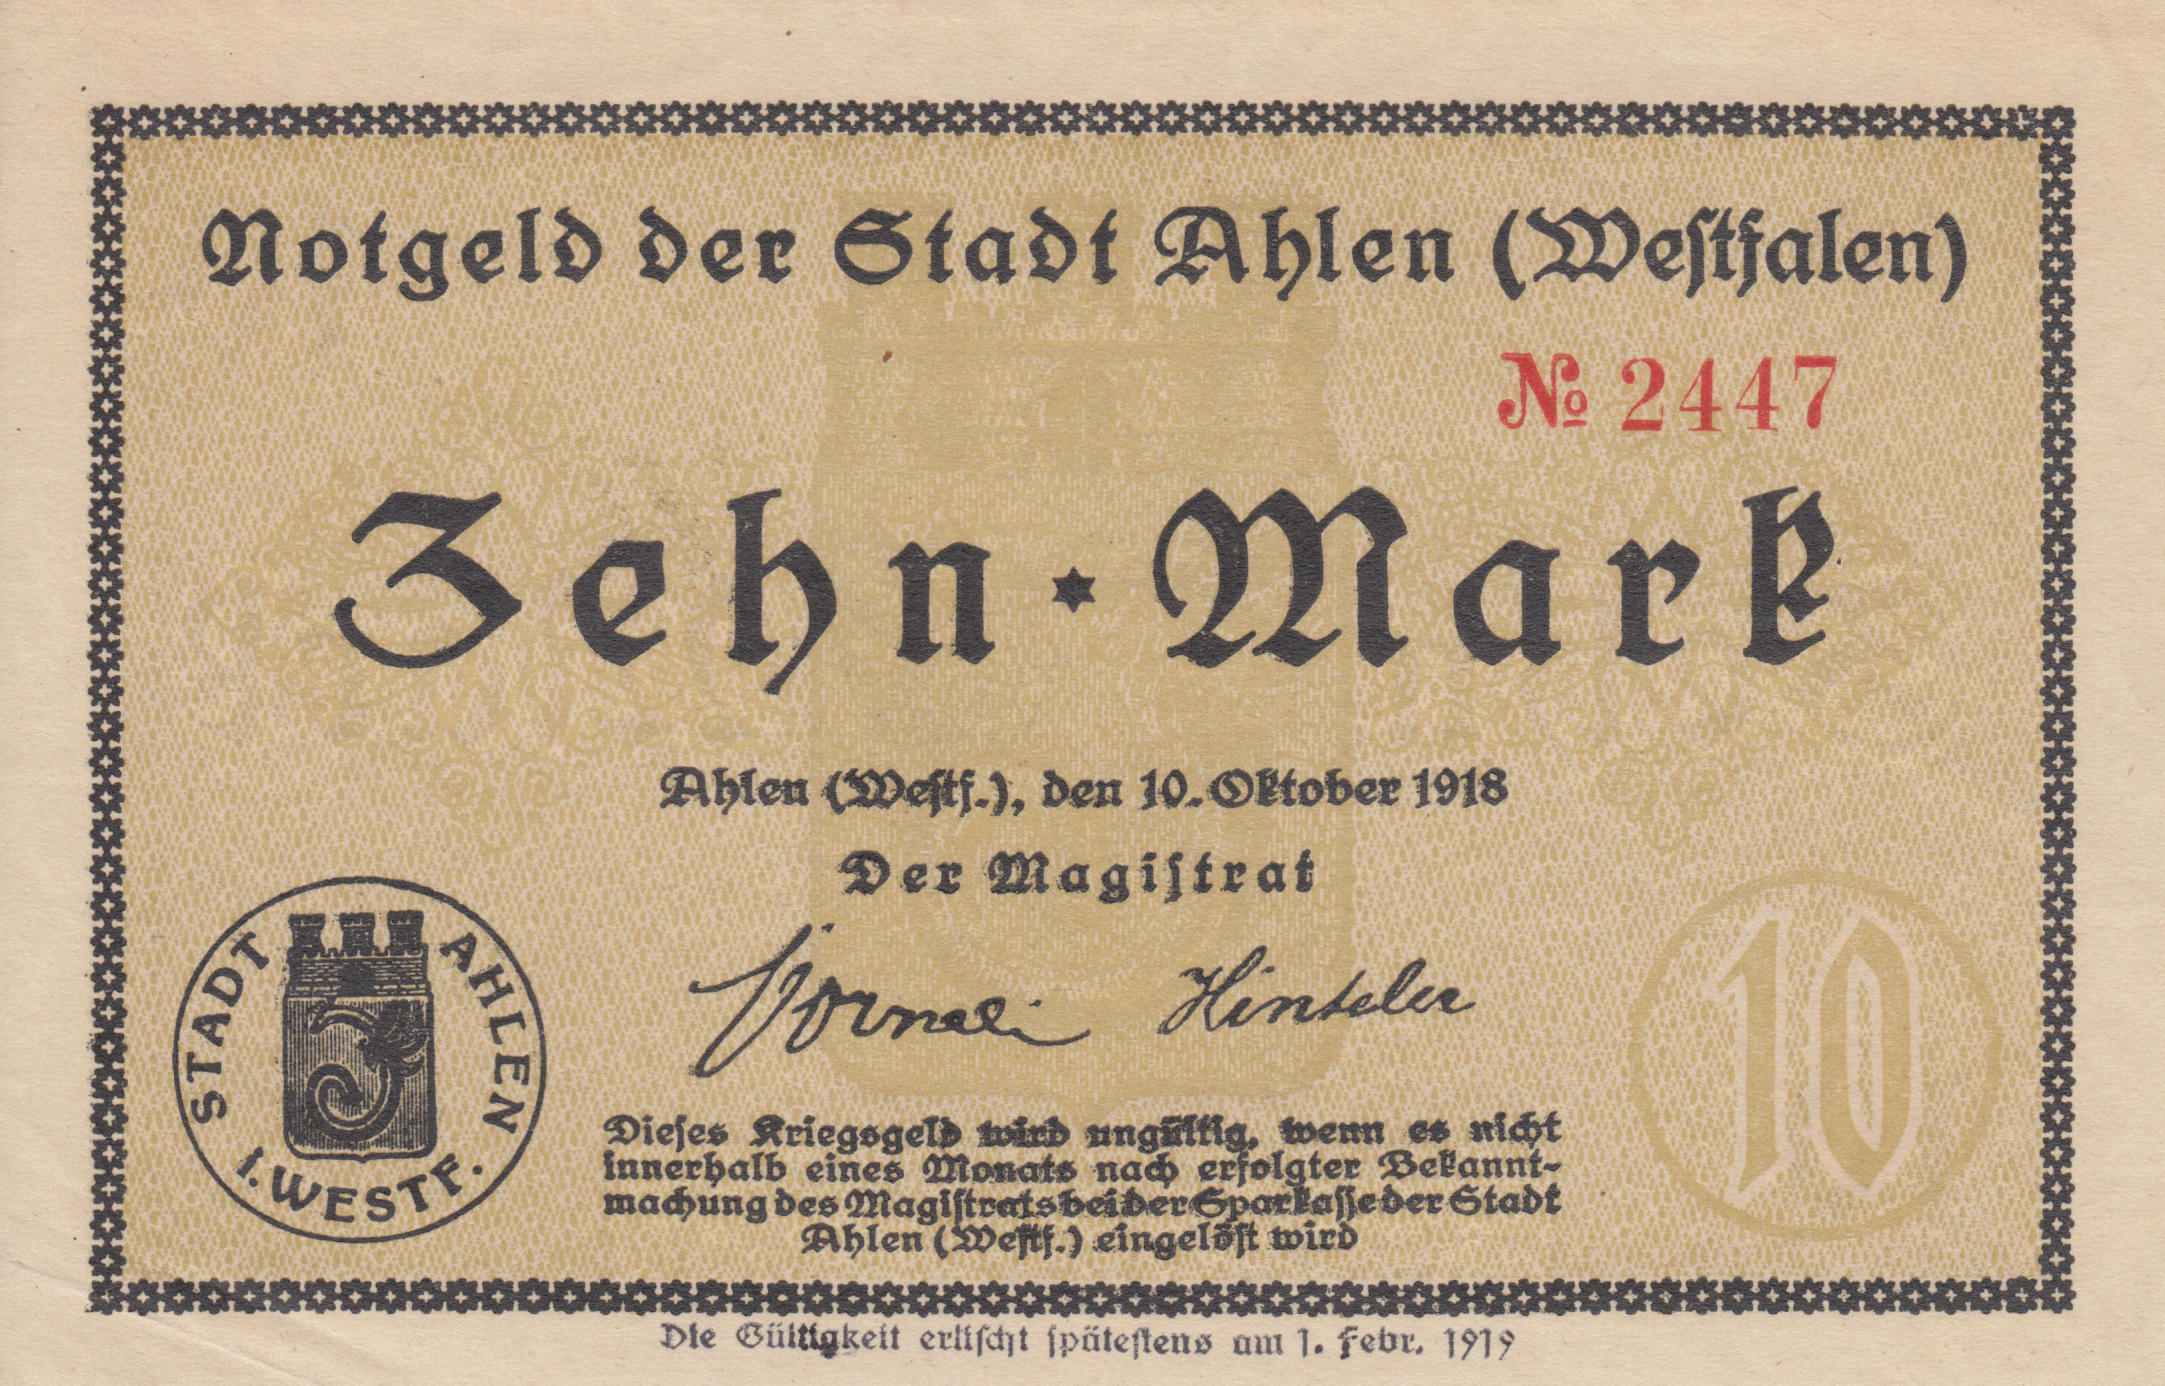 Notgeld der Stadt Ahlen (Westfalen)
№ 2447
Zehn ⋆ Mark
Ahlen (Westf.), den 10. Oktober 1918
Der Magistrat
Hinteler
STADT AHLEN
I. WESTF.
10
Dieses Kriegsgeld wird ungültig, wenn es nicht
innerhalb eines Monats nach erfolgter Bekannt-
machung des Magistrats bei der Sparkasse der Stadt
Ahlen (Westf.) eingelöst wird
Die Gültigkeit erlischt spätestens am 1. Febr. 1919